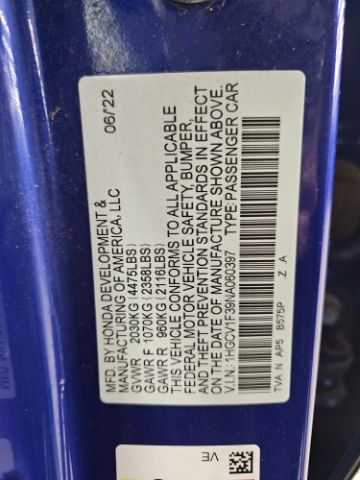 MFD. BY HONDA DEVELOPMENT & 06/22
MANUFACTURING OF AMERICA, LLC
GVWR 2030KG (4475LBS)
GAWR F 1070KG (2358LBS)
GAWR R 960KG (2116LBS)
THIS VEHICLE CONFORMS TO ALL APPLICABLE
FEDERAL MOTOR VEHICLE SAFETY, BUMPER,
AND THEFT PREVENTION STANDARDS IN EFFECT
ON THE DATE OF MANUFACTURE SHOWN ABOVE.
V.I.N.: 1HGCV1F39NA060397 TYPE: PASSENGER CAR
TVA N AP5 B575P Z A
VE